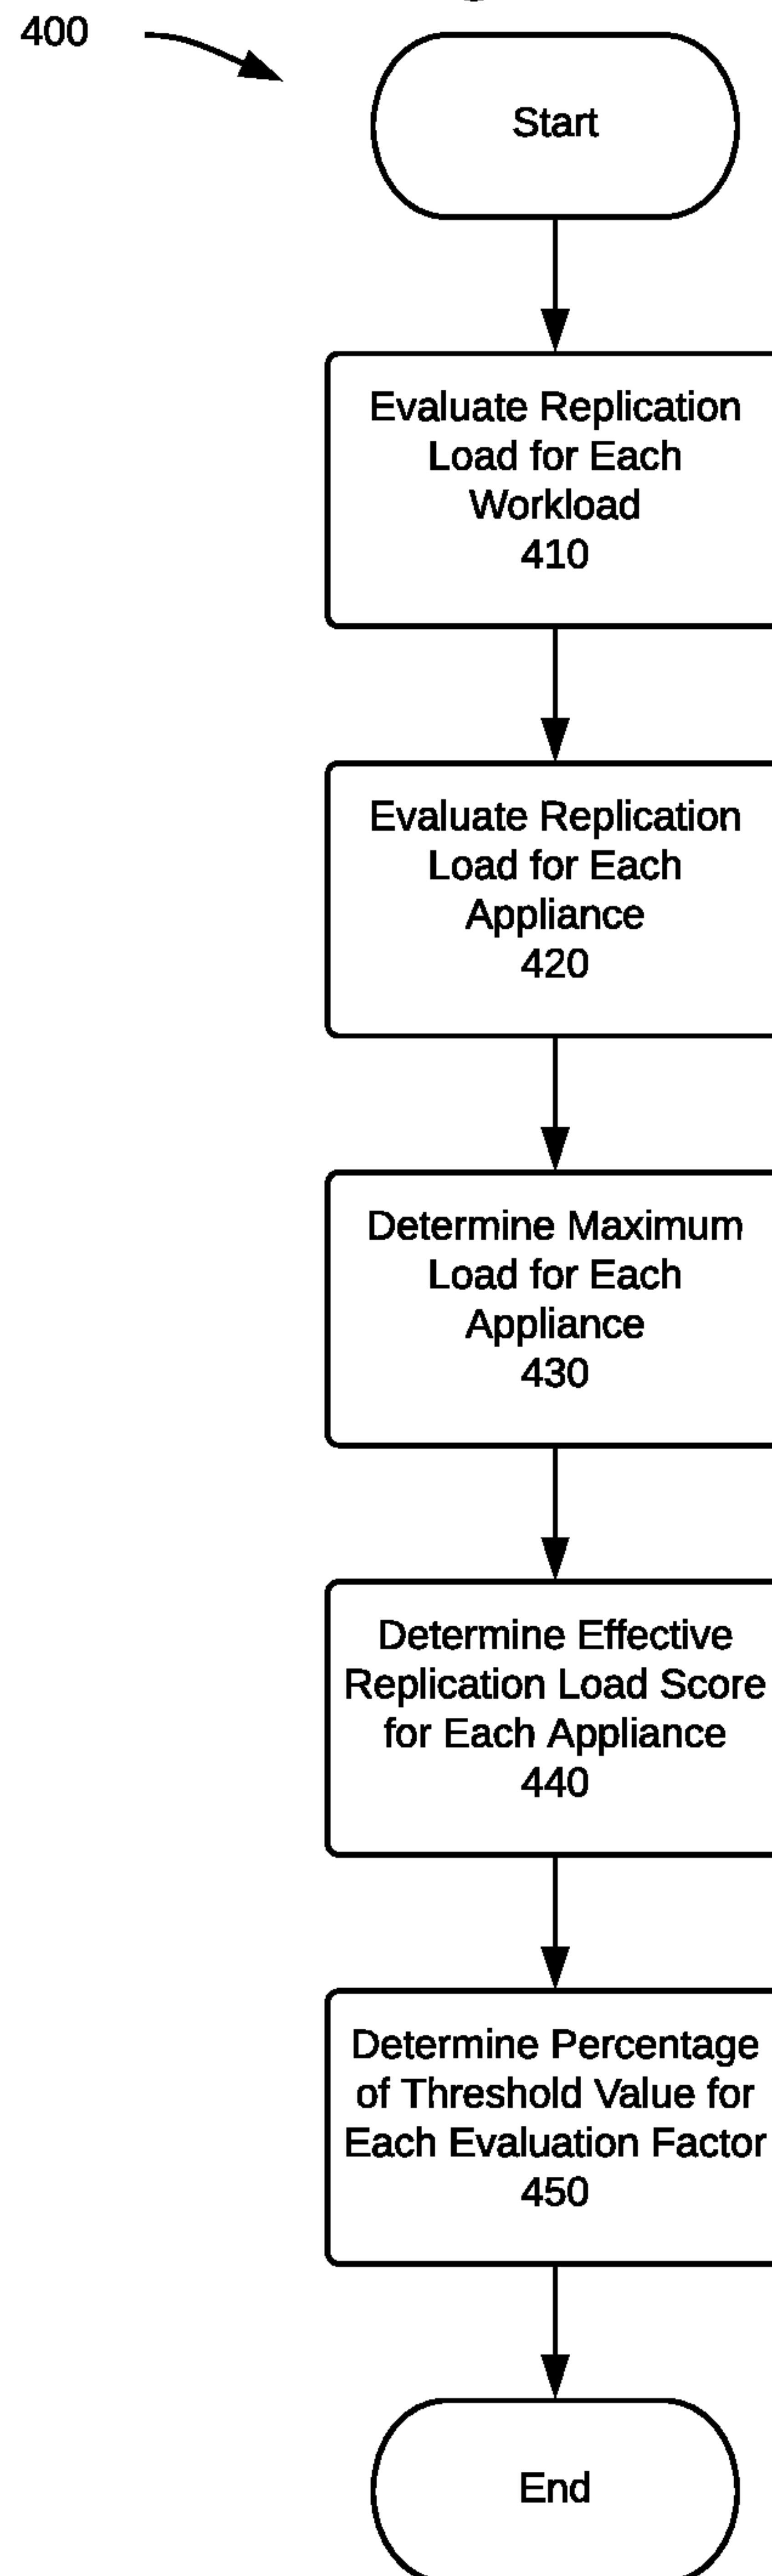 400
Start
Evaluate Replication
Load for Each
Workload
410
Evaluate Replication
Load for Each
Appliance
420
Determine Maximum
Load for Each
Appliance
430
Determine Effective
Replication Load Score
for Each Appliance
440
Determine Percentage
of Threshold Value for
Each Evaluation Factor
450
End